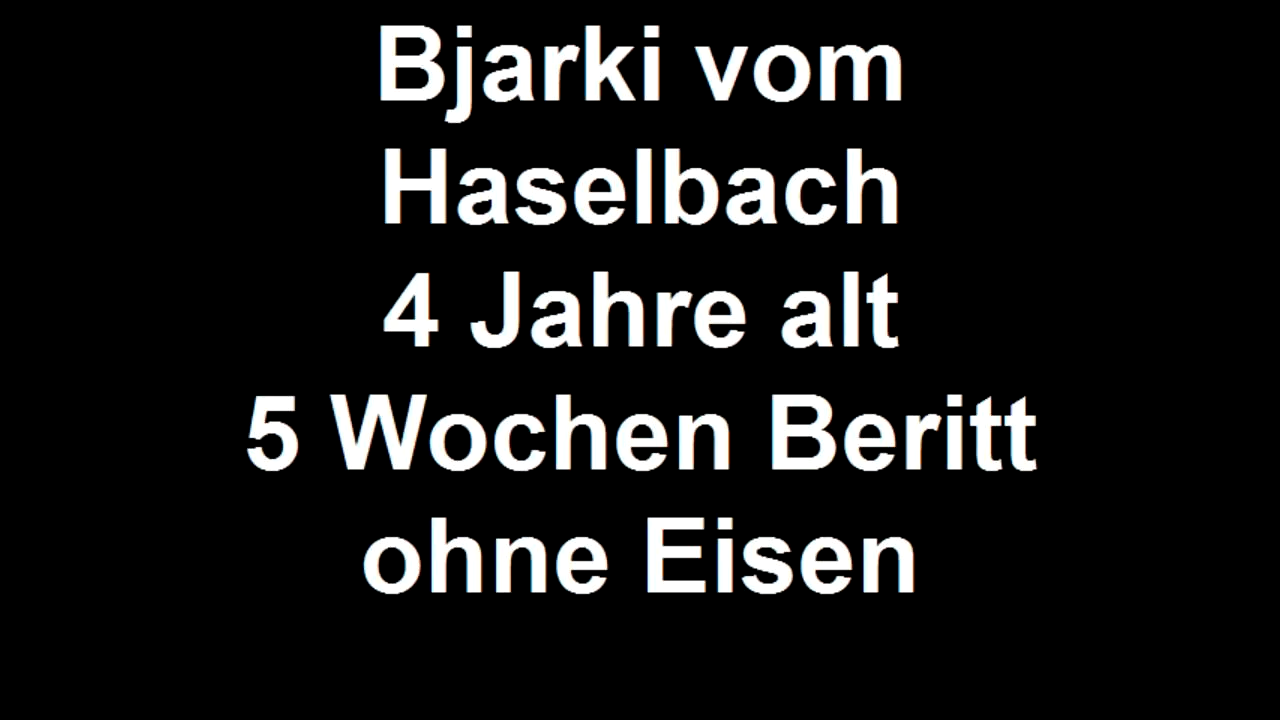 Bjarki vom
Haselbach
4 Jahre alt
5 Wochen Beritt
ohne Eisen